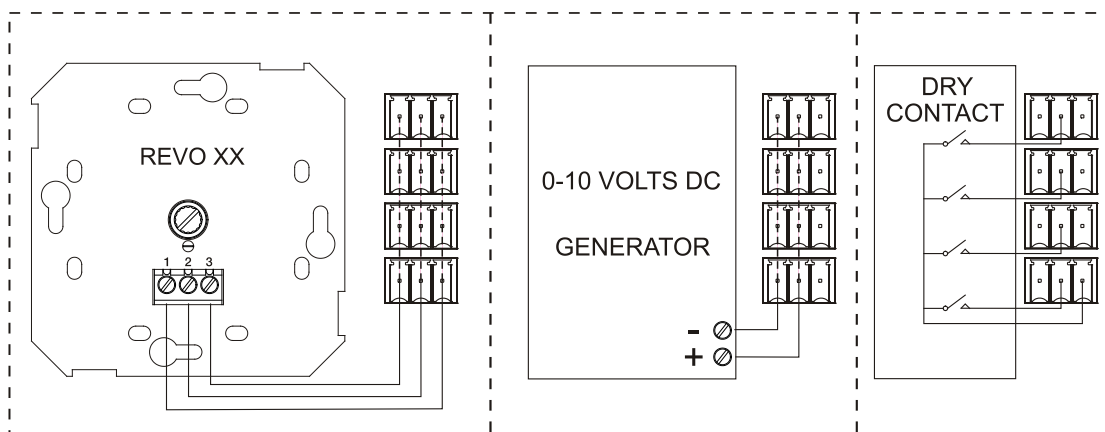 REVO XX
1 2 3
0-10 VOLTS DC
GENERATOR
-
+
DRY
CONTACT